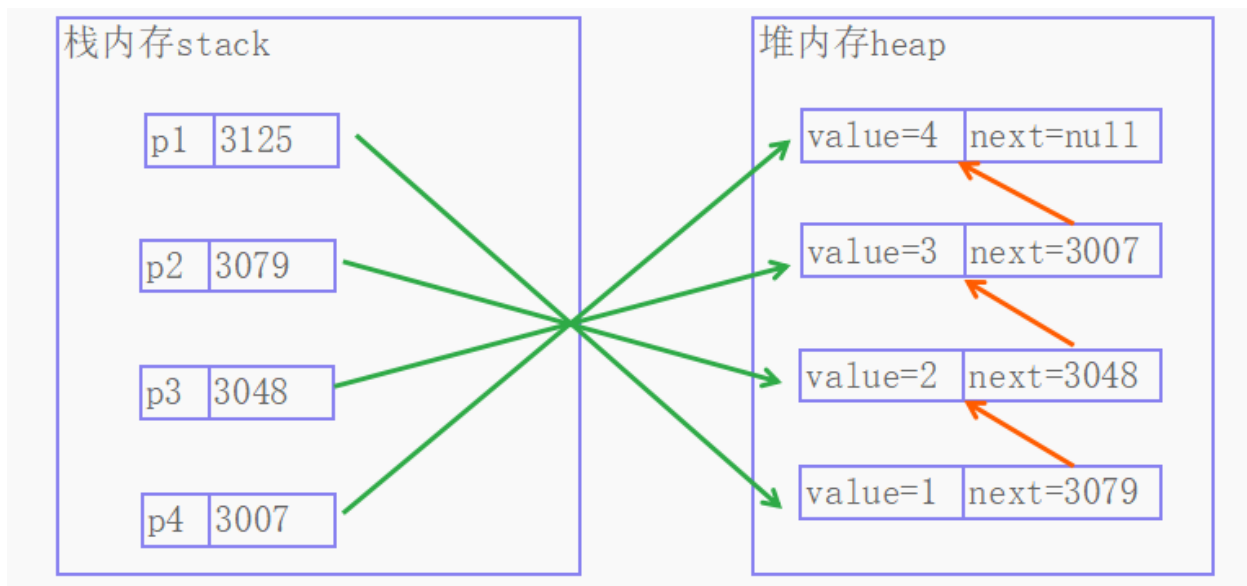 栈内存stack
p1 3125
p2 3079
p3 3048
p4 3007
堆内存heap
value=4 next=null
value=3 next=3007
value=2 next=3048
value=1 next=3079